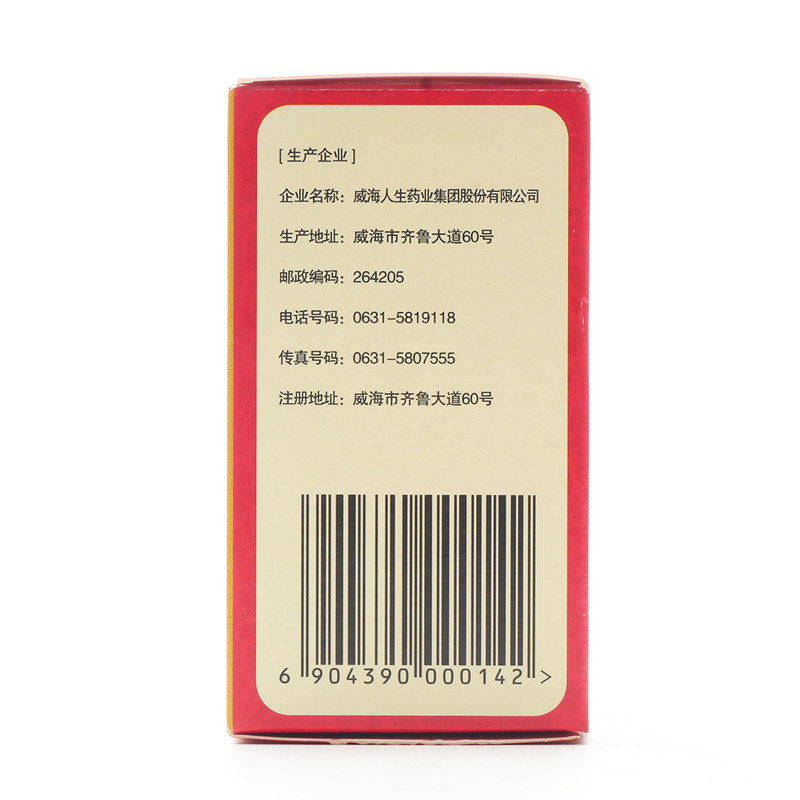 [ 生产企业 ]
企业名称：威海人生药业集团股份有限公司
生产地址：威海市齐鲁大道60号
邮政编码：264205
电话号码：0631-5819118
传真号码：0631-5807555
注册地址：威海市齐鲁大道60号
6 904390 000142 >